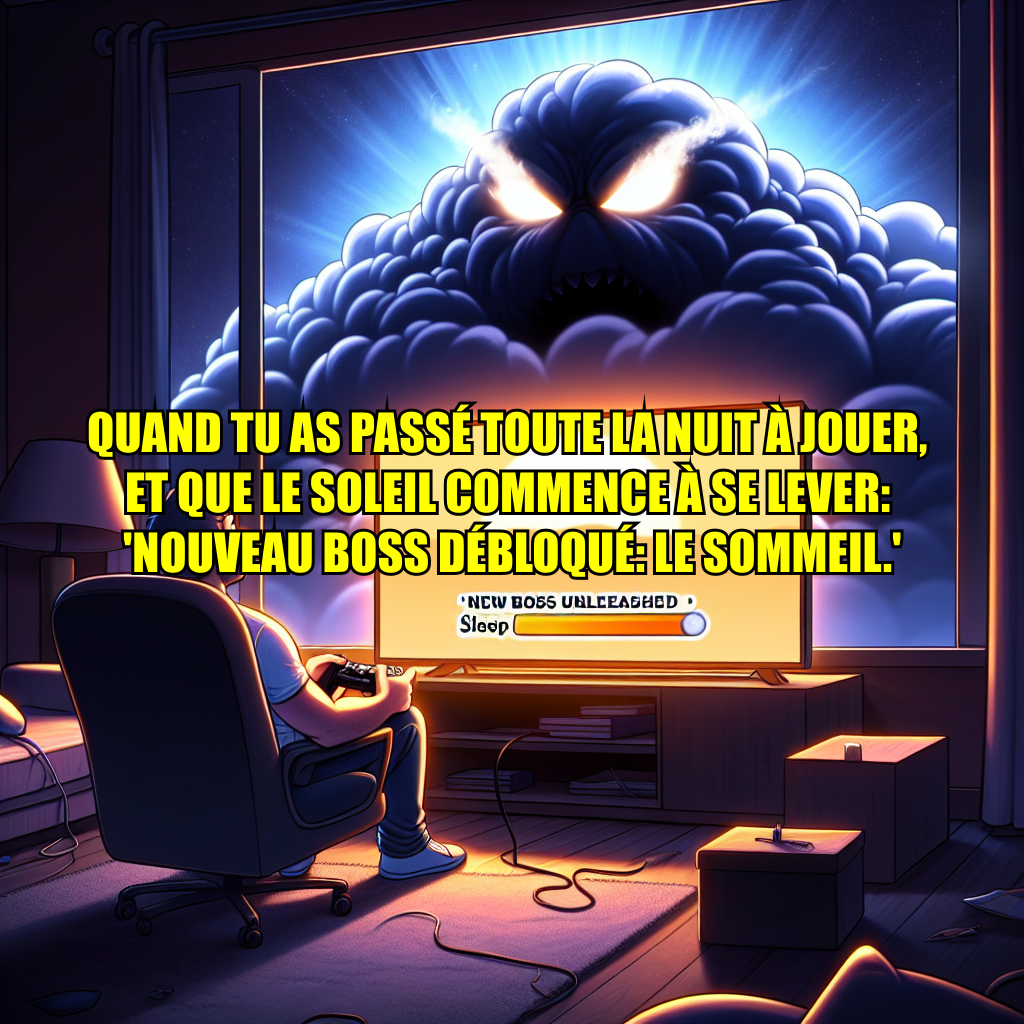 QUAND TU AS PASSÉ TOUTE LA NUIT À JOUER,
ET QUE LE SOLEIL COMMENCE À SE LEVER:
'NOUVEAU BOSS DÉBLOQUÉ: LE SOMMEIL.'
'NEW BOSS UNLEEASHED '
Sleep